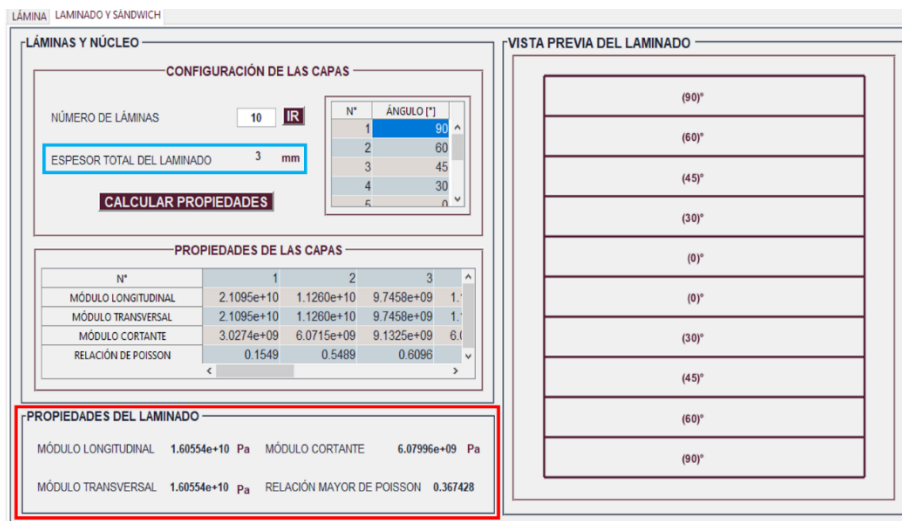 LÁMINA LAMINADO Y SANDWICH
LÁMINAS Y NÚCLEO
CONFIGURACIÓN DE LAS CAPAS
NÚMERO DE LÁMINAS 10 IR
ESPESOR TOTAL DEL LAMINADO 3 mm
CALCULAR PROPIEDADES
N° ÁNGULO [°]
1 90
2 60
3 45
4 30
5 0
PROPIEDADES DE LAS CAPAS
N° 1 2 3
MÓDULO LONGITUDINAL 2.1095e+10 1.1260e+10 9.7458e+09 1.
MÓDULO TRANSVERSAL 2.1095e+10 1.1260e+10 9.7458e+09 1.
MÓDULO CORTANTE 3.0274e+09 6.0715e+09 9.1325e+09 6.
RELACIÓN DE POISSON 0.1549 0.5489 0.6096
PROPIEDADES DEL LAMINADO
MÓDULO LONGITUDINAL 1.60554e+10 Pa MÓDULO CORTANTE 6.07996e+09 Pa
MÓDULO TRANSVERSAL 1.60554e+10 Pa RELACIÓN MAYOR DE POISSON 0.367428
VISTA PREVIA DEL LAMINADO
(90)°
(60)°
(45)°
(30)°
(0)°
(0)°
(30)°
(45)°
(60)°
(90)°